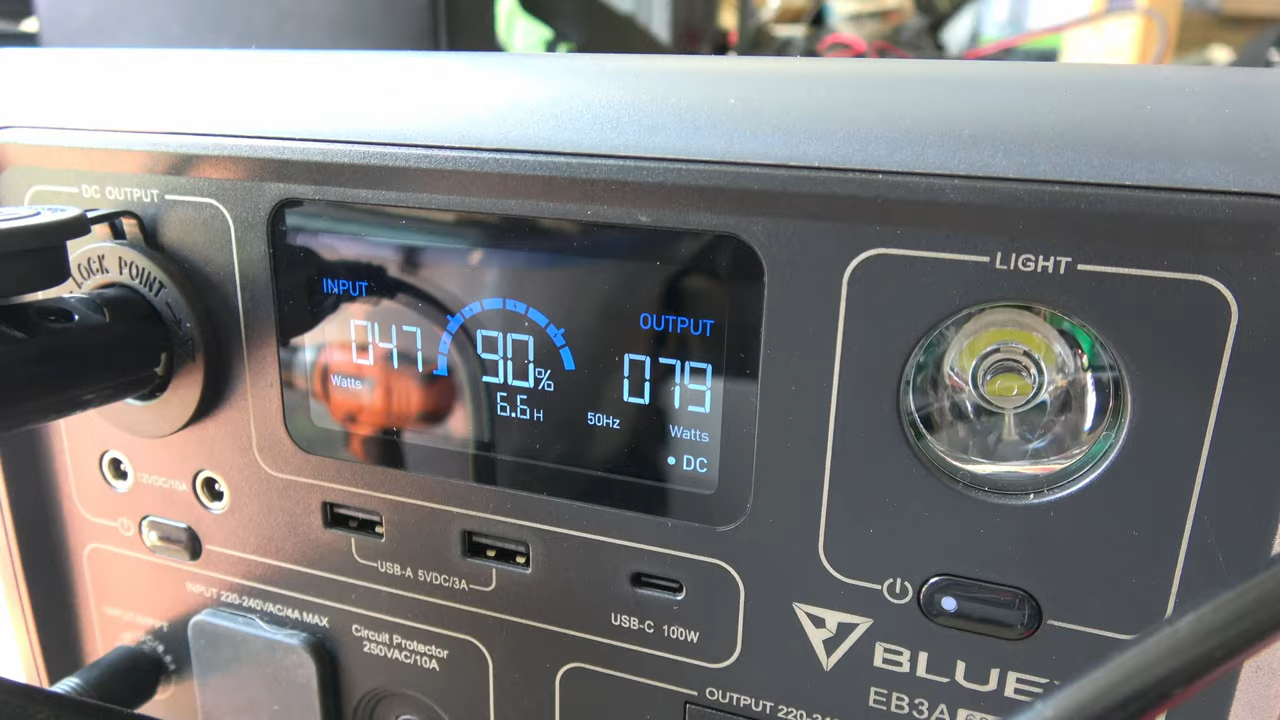 DC OUTPUT
LOCK POINT
INPUT
047
Watts
90%
6.6 H
50Hz
OUTPUT
079
Watts
• DC
LIGHT
12VDC/10A
USB-A 5VDC/3A
USB-C 100W
INPUT 220-240VAC/4A MAX
Circuit Protector
250VAC/10A
BLUE
EB3A
OUTPUT 220-24